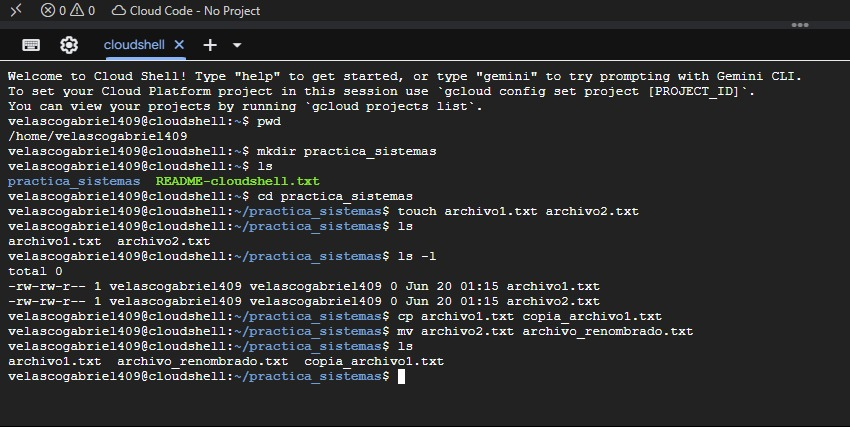 0 0 Cloud Code - No Project
cloudshell
Welcome to Cloud Shell! Type "help" to get started, or type "gemini" to try prompting with Gemini CLI.
To set your Cloud Platform project in this session use `gcloud config set project [PROJECT_ID]`.
You can view your projects by running `gcloud projects list`.
velascogabriel409@cloudshell:~$ pwd
/home/velascogabriel409
velascogabriel409@cloudshell:~$ mkdir practica_sistemas
velascogabriel409@cloudshell:~$ ls
practica_sistemas  README-cloudshell.txt
velascogabriel409@cloudshell:~$ cd practica_sistemas
velascogabriel409@cloudshell:~/practica_sistemas$ touch archivo1.txt archivo2.txt
velascogabriel409@cloudshell:~/practica_sistemas$ ls
archivo1.txt  archivo2.txt
velascogabriel409@cloudshell:~/practica_sistemas$ ls -l
total 0
-rw-rw-r-- 1 velascogabriel409 velascogabriel409 0 Jun 20 01:15 archivo1.txt
-rw-rw-r-- 1 velascogabriel409 velascogabriel409 0 Jun 20 01:15 archivo2.txt
velascogabriel409@cloudshell:~/practica_sistemas$ cp archivo1.txt copia_archivo1.txt
velascogabriel409@cloudshell:~/practica_sistemas$ mv archivo2.txt archivo_renombrado.txt
velascogabriel409@cloudshell:~/practica_sistemas$ ls
archivo1.txt  archivo_renombrado.txt  copia_archivo1.txt
velascogabriel409@cloudshell:~/practica_sistemas$